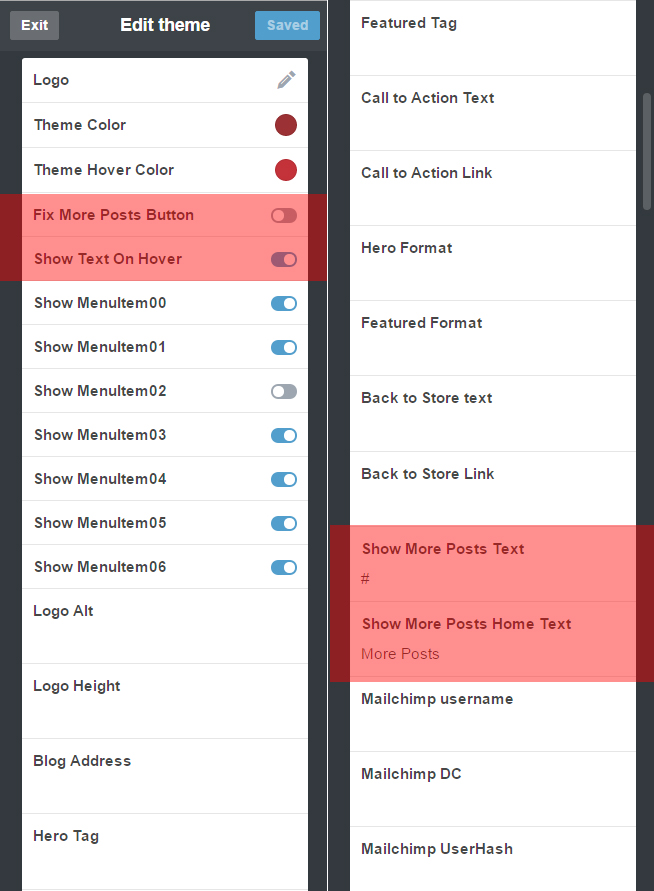 Exit
Edit theme
Saved
Logo
Theme Color
Theme Hover Color
Fix More Posts Button
Show Text On Hover
Show MenuItem00
Show MenuItem01
Show MenuItem02
Show MenuItem03
Show MenuItem04
Show MenuItem05
Show MenuItem06
Logo Alt
Logo Height
Blog Address
Hero Tag
Featured Tag
Call to Action Text
Call to Action Link
Hero Format
Featured Format
Back to Store text
Back to Store Link
Show More Posts Text
#
Show More Posts Home Text
More Posts
Mailchimp username
Mailchimp DC
Mailchimp UserHash